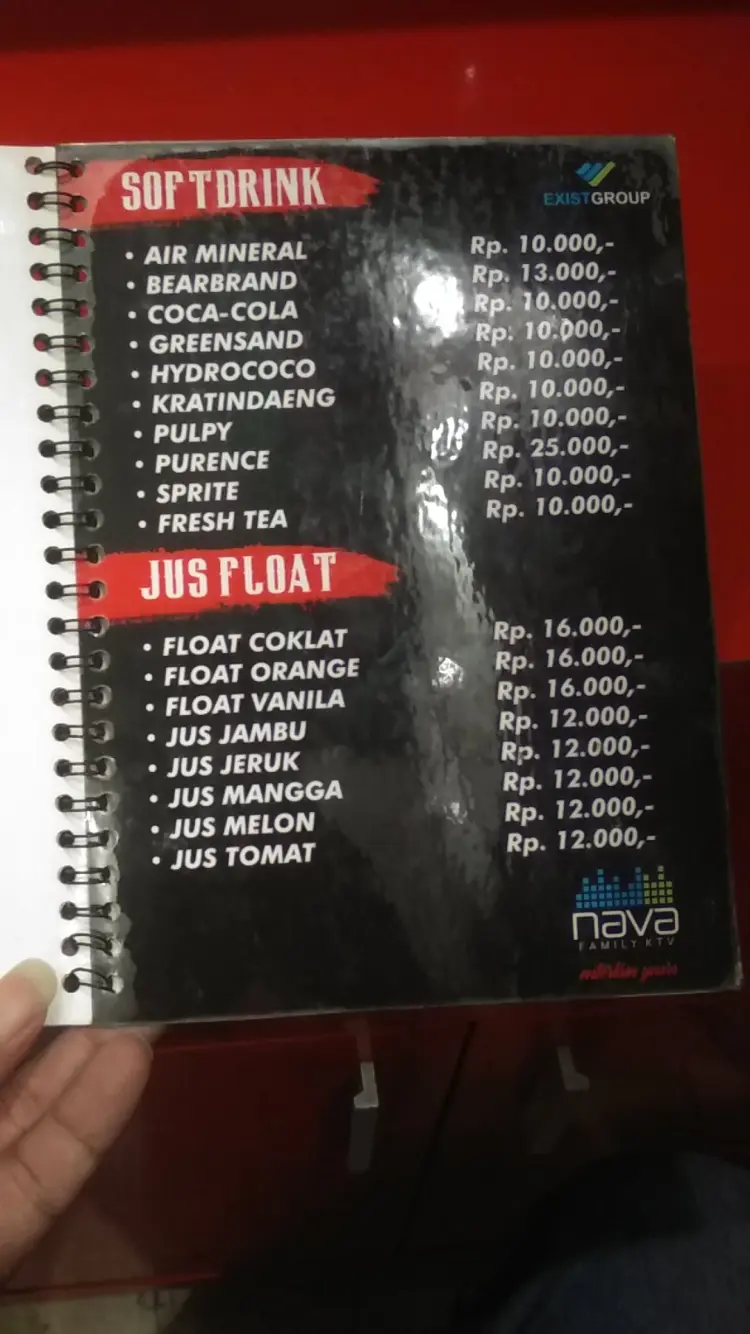 SOFTDRINK
EXISTGROUP
• AIR MINERAL Rp. 10.000,-
• BEARBRAND Rp. 13.000,-
• COCA-COLA Rp. 10.000,-
• GREENSAND Rp. 10.000,-
• HYDROCOCO Rp. 10.000,-
• KRATINDAENG Rp. 10.000,-
• PULPY Rp. 10.000,-
• PURENCE Rp. 25.000,-
• SPRITE Rp. 10.000,-
• FRESH TEA Rp. 10.000,-
JUS FLOAT
• FLOAT COKLAT Rp. 16.000,-
• FLOAT ORANGE Rp. 16.000,-
• FLOAT VANILA Rp. 16.000,-
• JUS JAMBU Rp. 12.000,-
• JUS JERUK Rp. 12.000,-
• JUS MANGGA Rp. 12.000,-
• JUS MELON Rp. 12.000,-
• JUS TOMAT Rp. 12.000,-
nava
FAMILY KTV